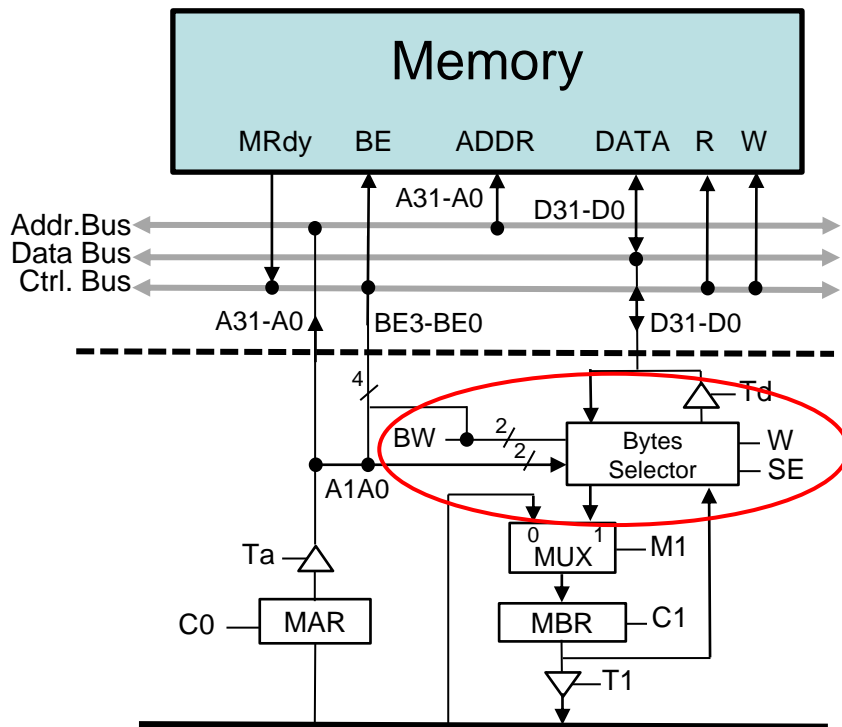 Memory
MRdy BE ADDR DATA R W
A31-A0 D31-D0
Addr.Bus
Data Bus
Ctrl. Bus
A31-A0 BE3-BE0 D31-D0
4
Td
BW 2 Bytes W
2 Selector SE
A1A0
0 1
MUX M1
Ta
C0 MAR MBR C1
T1